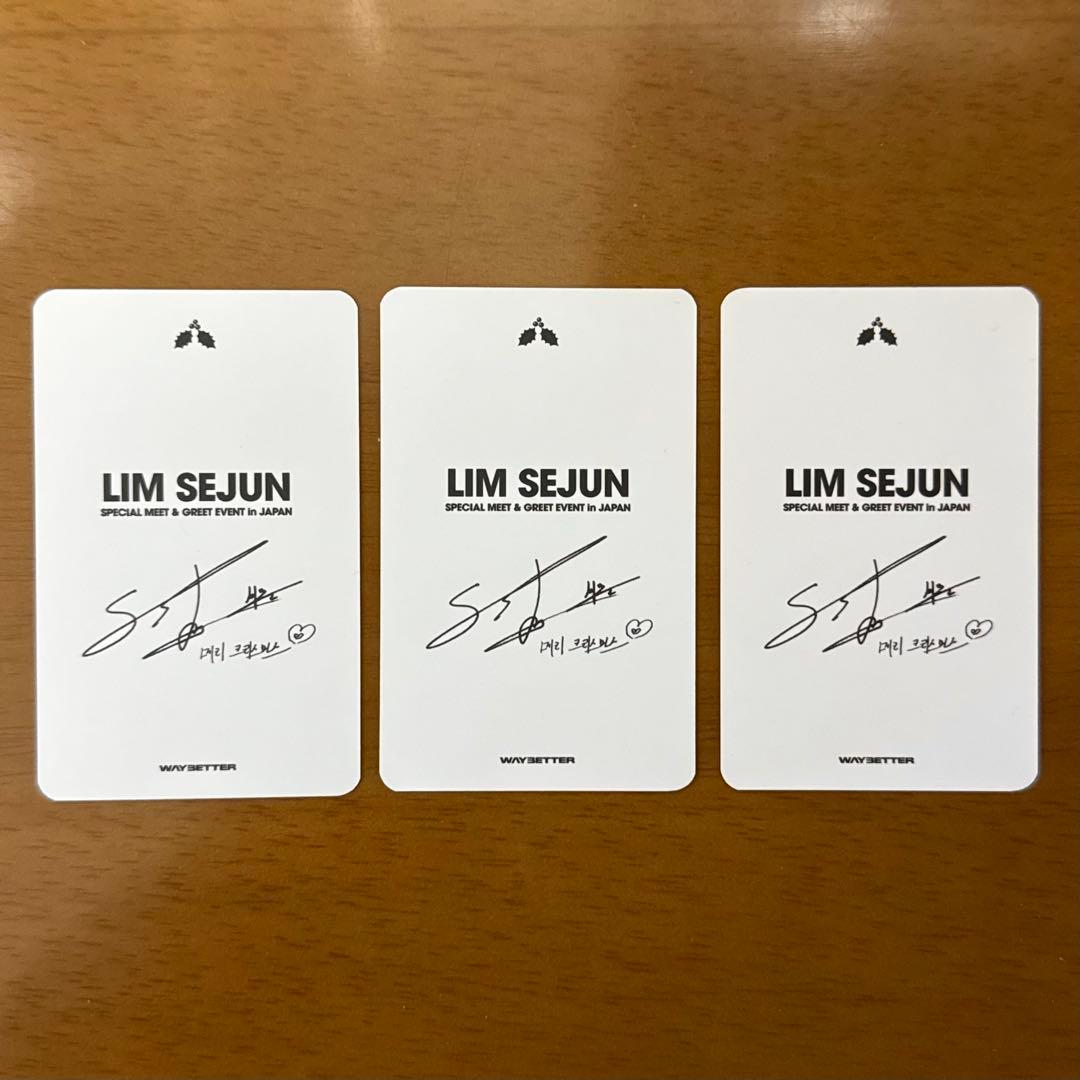 LIM SEJUN
SPECIAL MEET & GREET EVENT in JAPAN
세준
메리 크리스마스
WAYBETTER
LIM SEJUN
SPECIAL MEET & GREET EVENT in JAPAN
세준
메리 크리스마스
WAYBETTER
LIM SEJUN
SPECIAL MEET & GREET EVENT in JAPAN
세준
메리 크리스마스
WAYBETTER